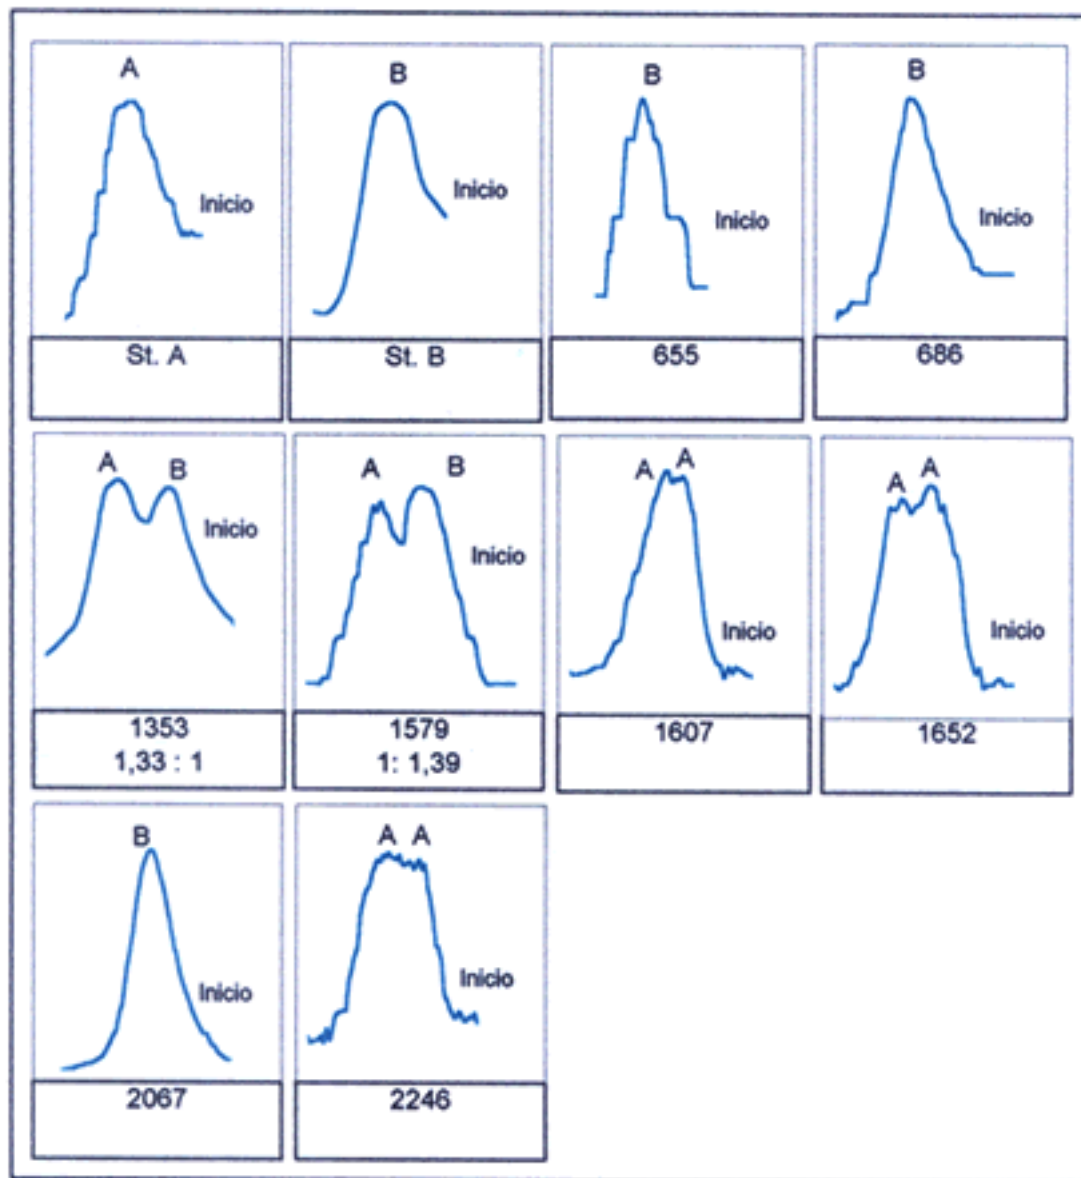 A
Inicio
St. A
B
Inicio
St. B
B
Inicio
655
B
Inicio
686
A B
Inicio
1353
1,33 : 1
A B
Inicio
1579
1: 1,39
A A
Inicio
1607
A A
Inicio
1652
B
Inicio
2067
A A
Inicio
2246